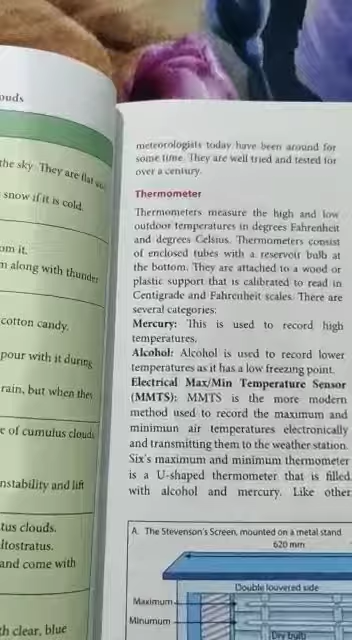 ouds
the sky. They are flat
snow if it is cold.
om it.
m along with thunder
cotton candy.
pour with it during
rain, but when they
e of cumulus clouds
nstability and lift
tus clouds.
ltostratus.
and come with
th clear, blue
meteorologists today have been around for
some time. They are well tried and tested for
over a century.
Thermometer
Thermometers measure the high and low
outdoor temperatures in degrees Fahrenheit
and degrees Celsius. Thermometers consist
of enclosed tubes with a reservoir bulb at
the bottom. They are attached to a wood or
plastic support that is calibrated to read in
Centigrade and Fahrenheit scales. There are
several categories:
Mercury: This is used to record high
temperatures.
Alcohol: Alcohol is used to record lower
temperatures as it has a low freezing point.
Electrical Max/Min Temperature Sensor
(MMTS): MMTS is the more modern
method used to record the maximum and
minimum air temperatures electronically
and transmitting them to the weather station.
Six's maximum and minimum thermometer
is a U-shaped thermometer that is filled
with alcohol and mercury. Like other
A. The Stevenson's Screen, mounted on a metal stand
620 mm
Double louvered side
Maximum
Minumum
Dry bulb